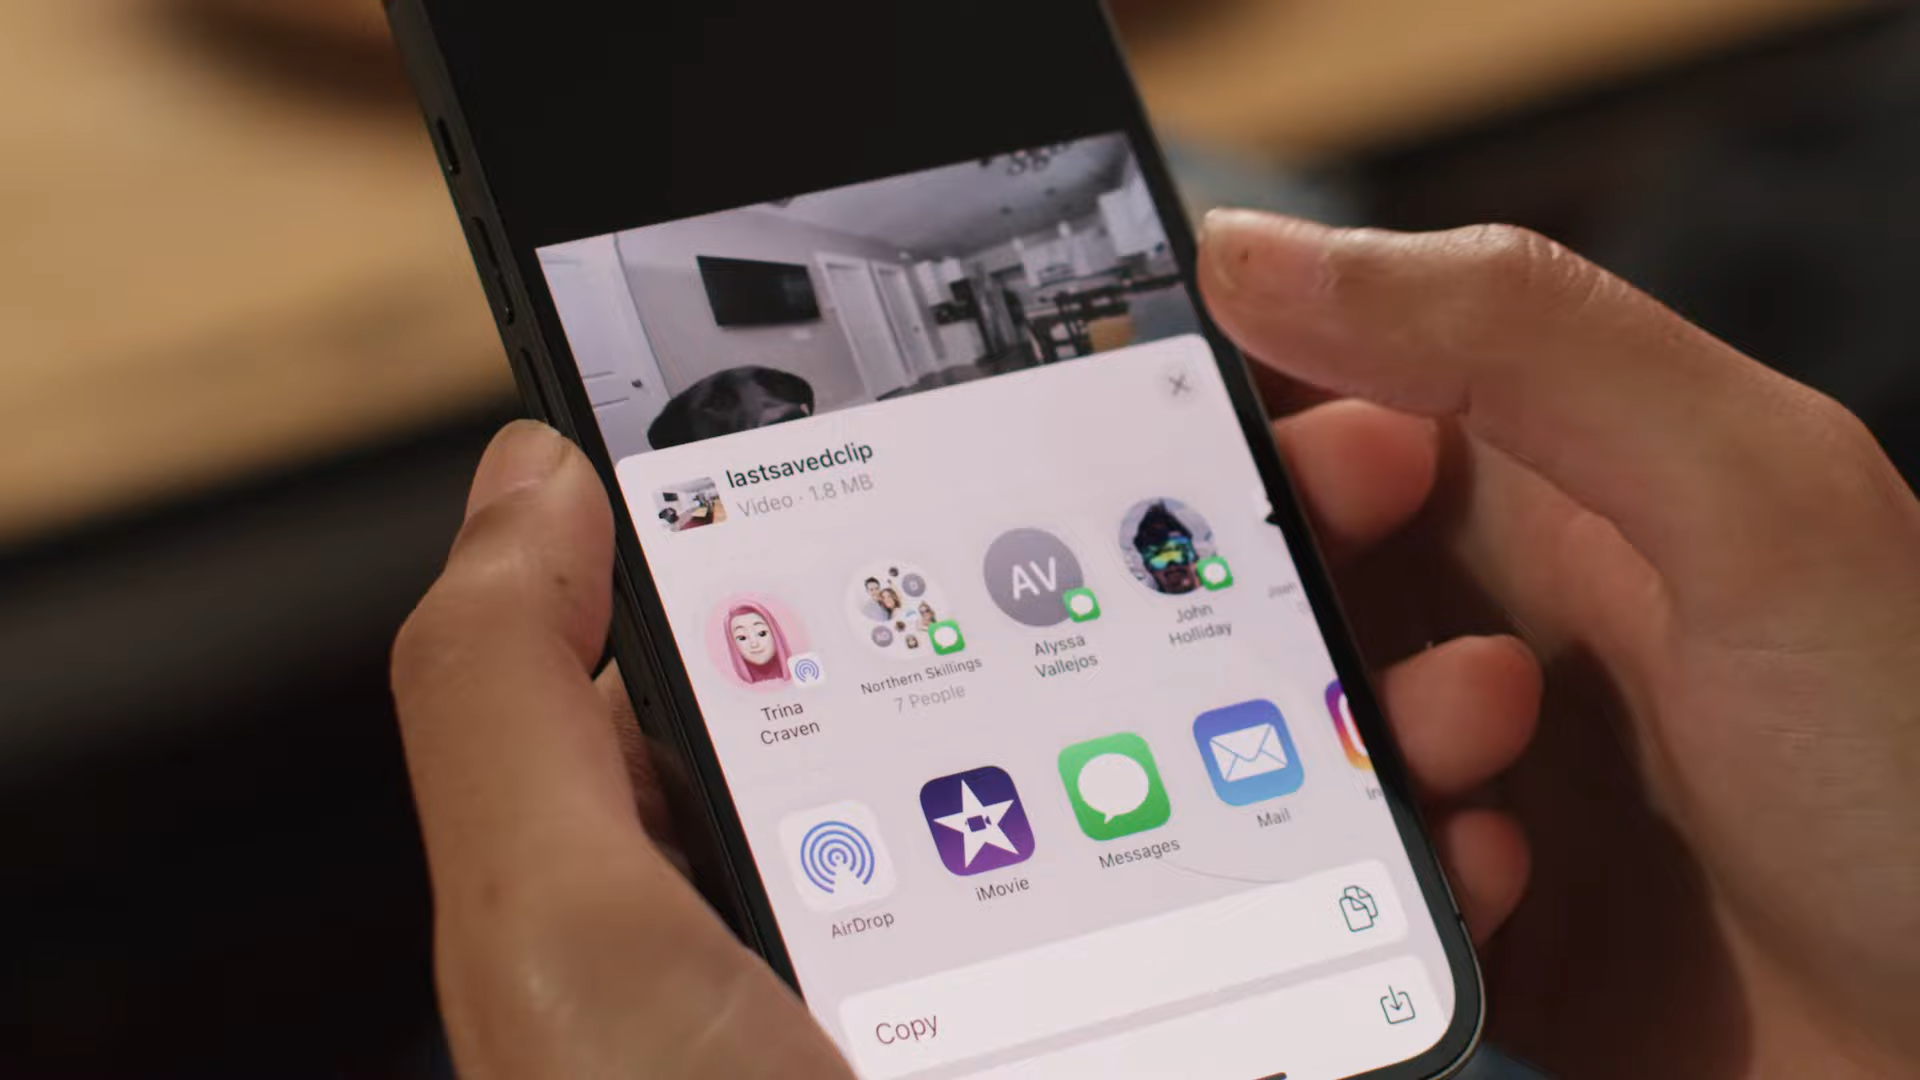 lastsavedclip
Video · 1.8 MB
AV
Trina
Craven
Northern Skillings
7 People
Alyssa
Vallejos
John
Holliday
AirDrop
iMovie
Messages
Mail
Copy